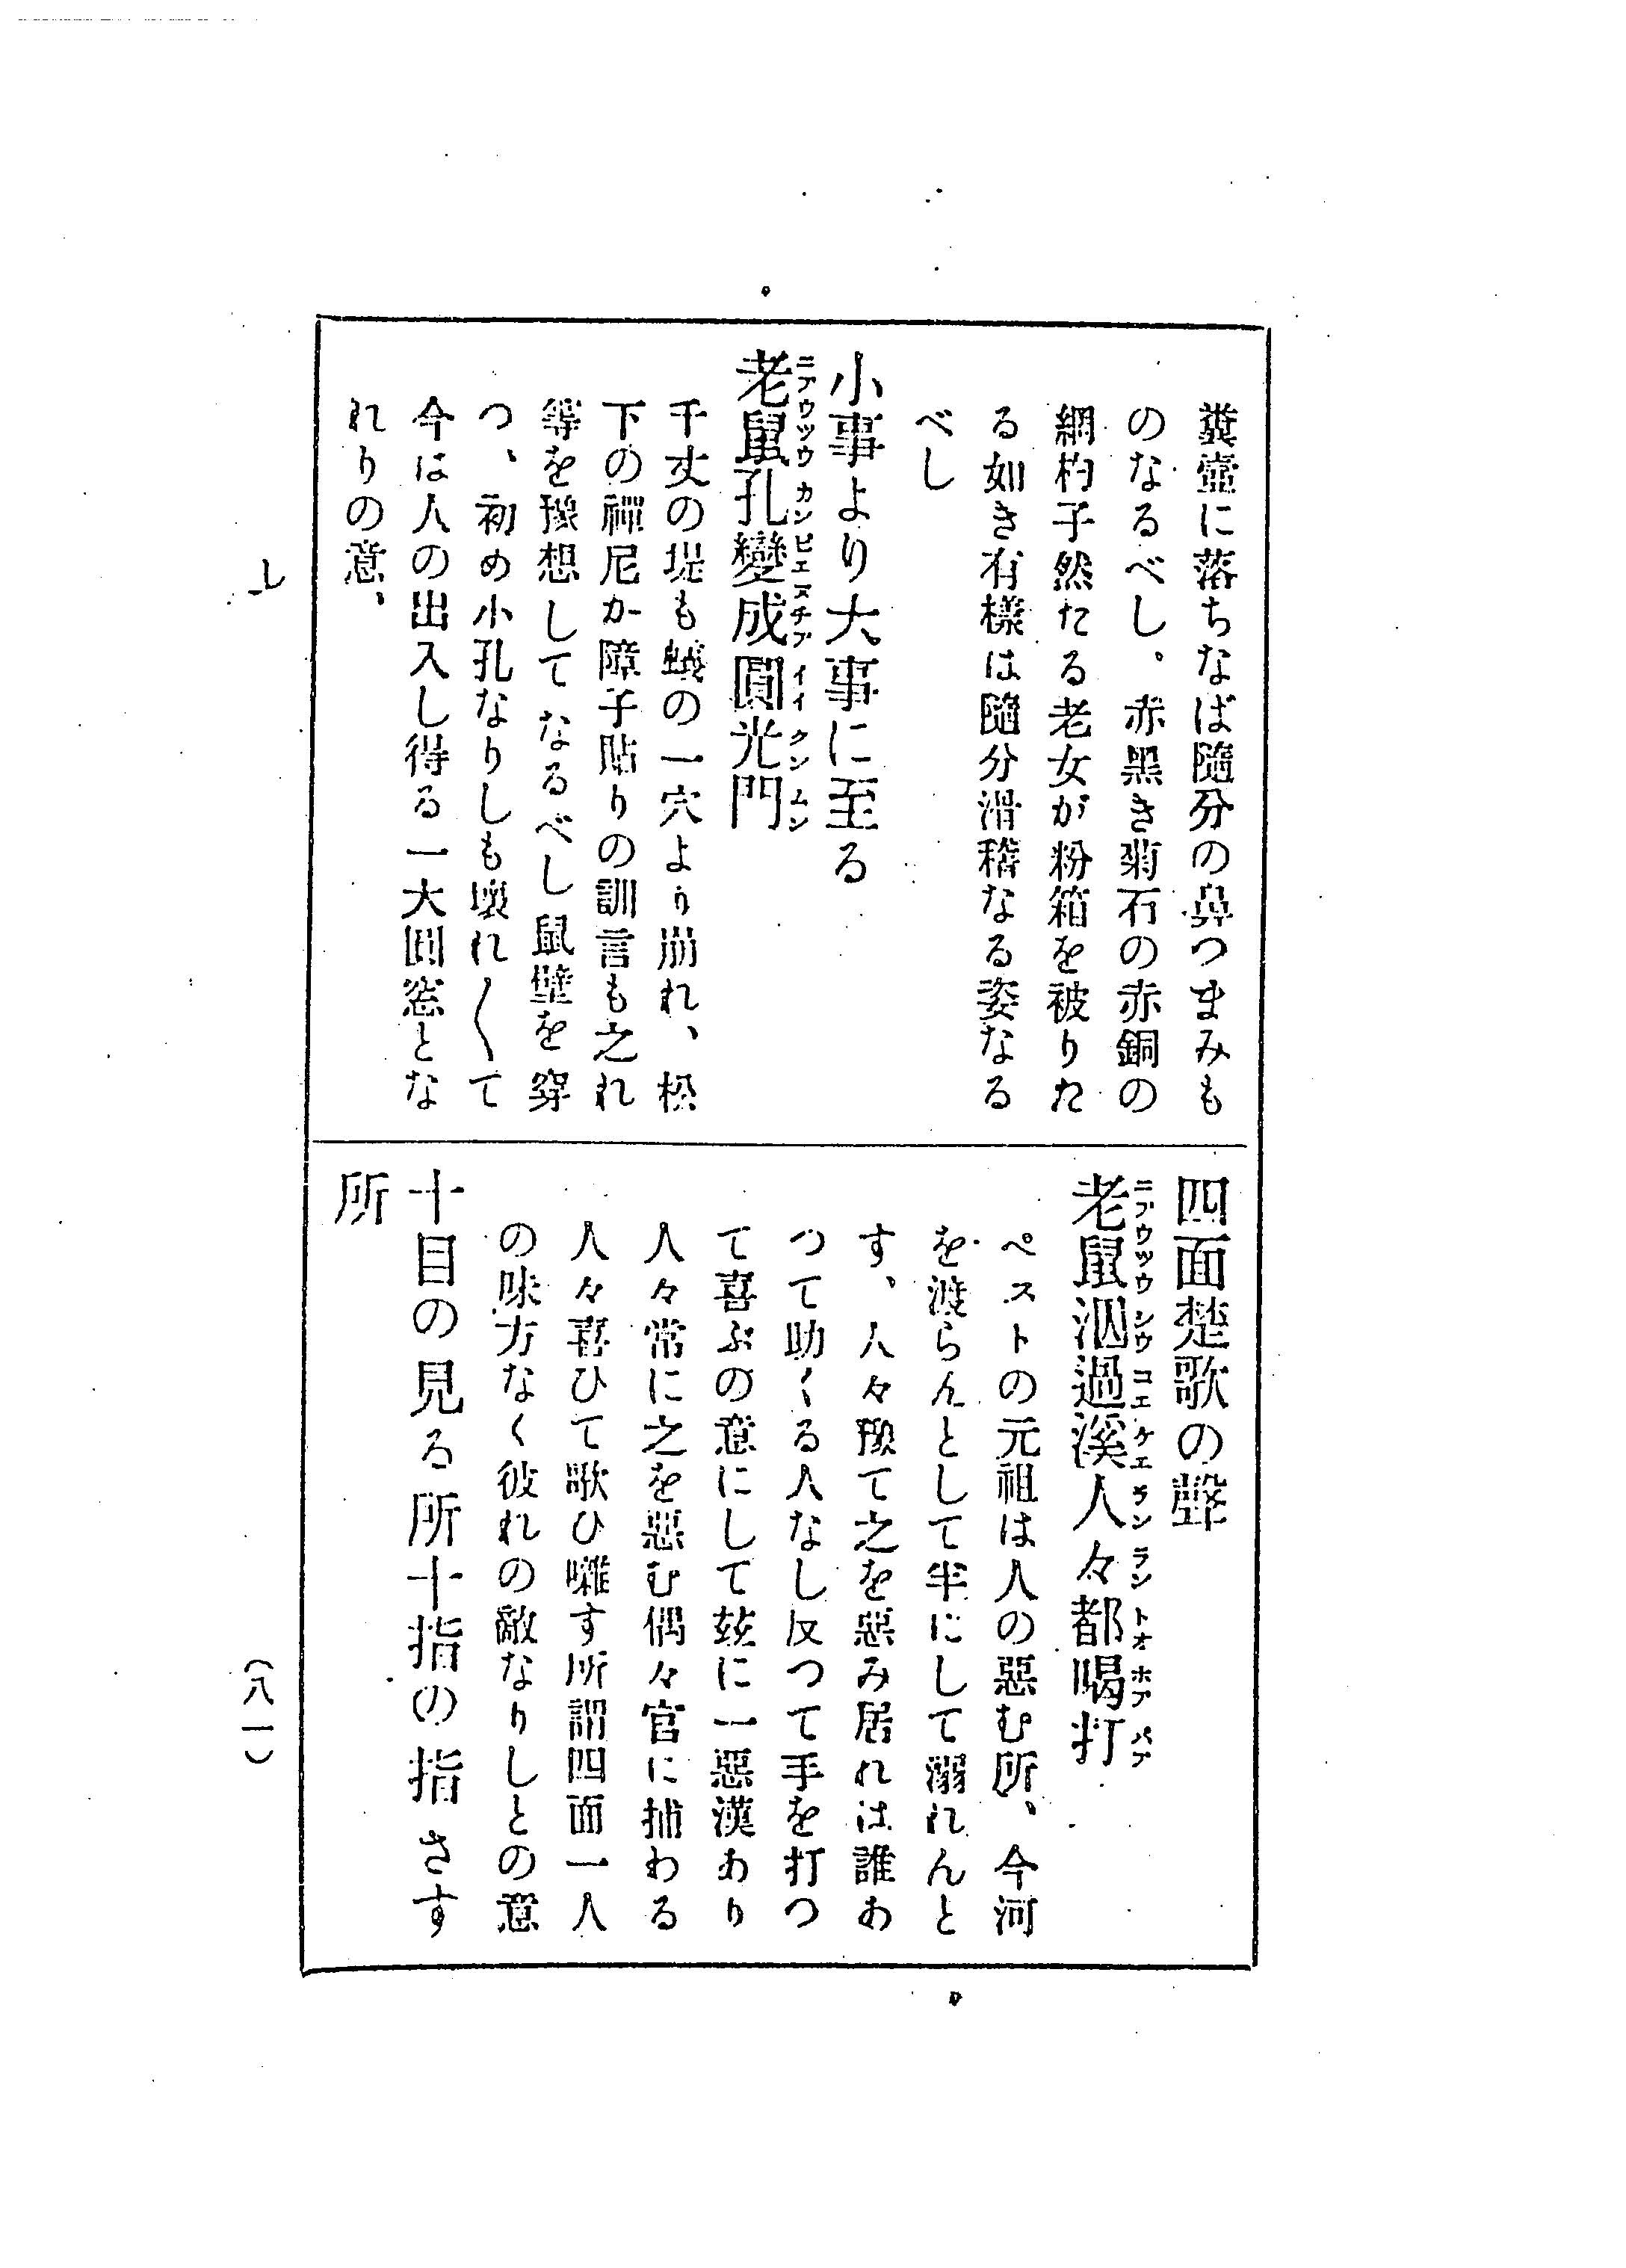 糞壺に落ちなば隨分の鼻つまみも
のなるべし。赤黑き菊石の赤銅の
網杓子然たる老女が粉箱を被りた
る如き有樣は隨分滑稽なる姿なる
べし
小事より大事に至る
老鼠孔變成圓光門
千丈の堤も蟻の一穴より崩れ、松
下の禪尼か障子貼りの訓言も之れ
等を豫想してなるべし鼠壁を穿
つ、初め小孔なりしも壞れ〱て
今は人の出入し得る一大圓窓とな
れりの意、
四面楚歌の聲
老鼠泅過溪人々都喝打
ペストの元祖は人の惡む所、今河
を渡らんとして半にして溺れんと
す、人々豫て之を惡み居れは誰あ
つて助くる人なし反つて手を打つ
て喜ぶの意にして玆に一惡漢あり
人々常に之を惡む偶々官に捕わる
人々喜ひて歌ひ囃す所謂四面一人
の味方なく彼れの敵なりしとの意
十目の見る所十指の指さす
所
(八一)